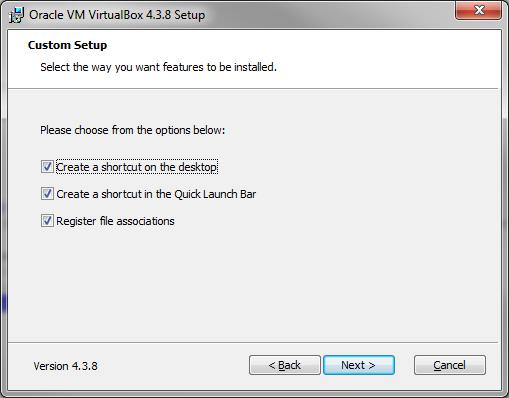 Oracle VM VirtualBox 4.3.8 Setup
Custom Setup
Select the way you want features to be installed.
Please choose from the options below:
Create a shortcut on the desktop
Create a shortcut in the Quick Launch Bar
Register file associations
Version 4.3.8
< Back
Next >
Cancel